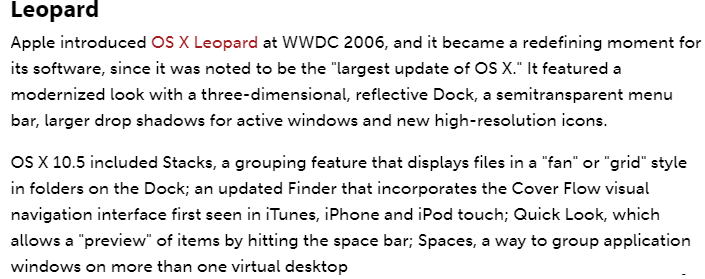 Leopard
Apple introduced OS X Leopard at WWDC 2006, and it became a redefining moment for
its software, since it was noted to be the "largest update of OS X." It featured a
modernized look with a three-dimensional, reflective Dock, a semitransparent menu
bar, larger drop shadows for active windows and new high-resolution icons.
OS X 10.5 included Stacks, a grouping feature that displays files in a "fan" or "grid" style
in folders on the Dock; an updated Finder that incorporates the Cover Flow visual
navigation interface first seen in iTunes, iPhone and iPod touch; Quick Look, which
allows a "preview" of items by hitting the space bar; Spaces, a way to group application
windows on more than one virtual desktop